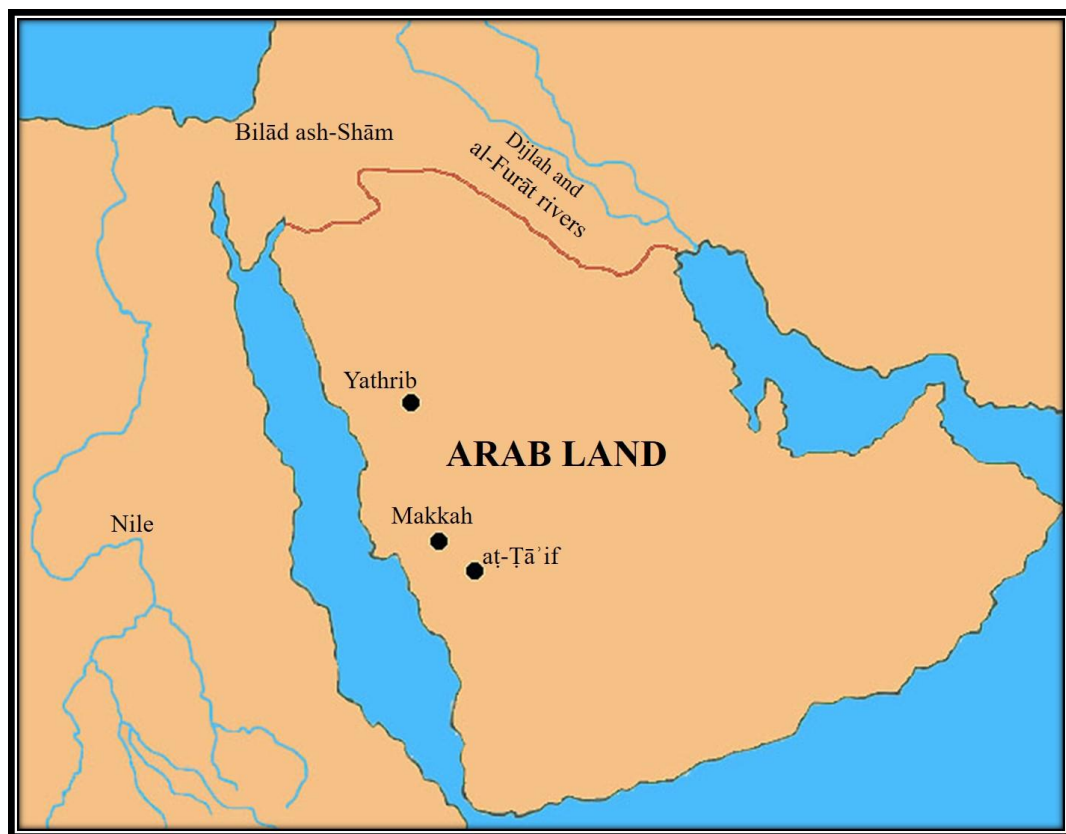 Bilād ash-Shām
Dijlah and
al-Furāt rivers
Yathrib
ARAB LAND
Makkah
Nile
aṭ-Ṭāʾif